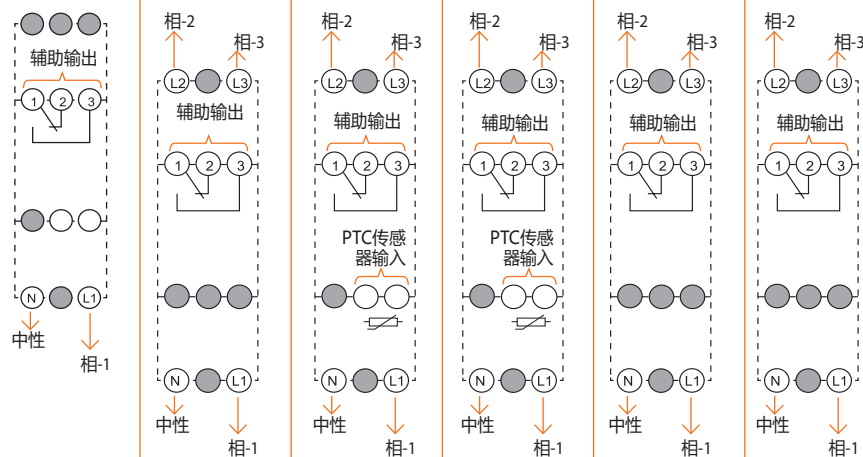 辅助输出
1 2 3
N L1
中性
相-1
相-2
相-3
L2 L3
辅助输出
1 2 3
N L1
中性
相-1
相-2
相-3
L2 L3
辅助输出
1 2 3
PTC传感
器输入
N L1
中性
相-1
相-2
相-3
L2 L3
辅助输出
1 2 3
PTC传感
器输入
N L1
中性
相-1
相-2
相-3
L2 L3
辅助输出
1 2 3
N L1
中性
相-1
相-2
相-3
L2 L3
辅助输出
1 2 3
N L1
中性
相-1